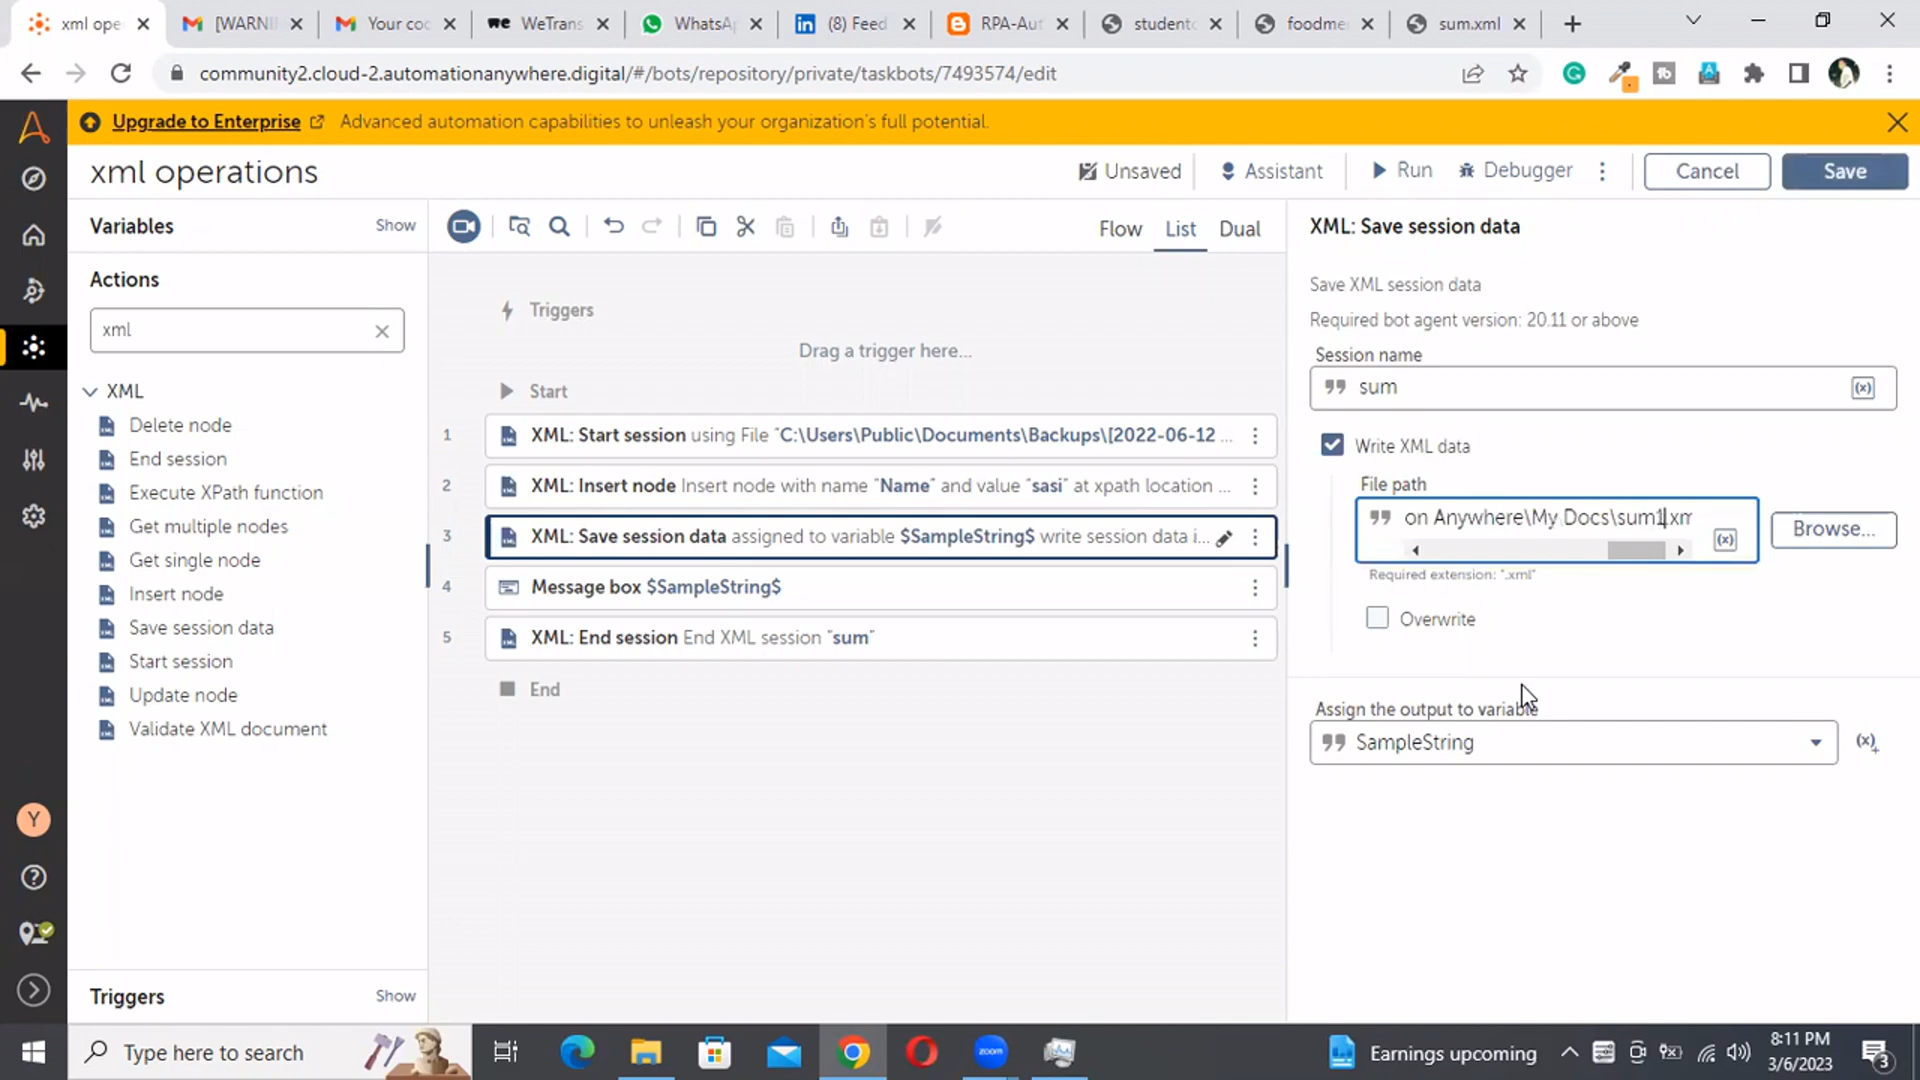 xml ope
[WARNI
Your co
WeTrans
WhatsA
(8) Feed
RPA-Aut
student
foodme
sum.xml
community2.cloud-2.automationanywhere.digital/#/bots/repository/private/taskbots/7493574/edit
Upgrade to Enterprise Advanced automation capabilities to unleash your organization's full potential.
xml operations
Unsaved
Assistant
Run
Debugger
Cancel
Save
Variables
Show
Flow
List
Dual
Actions
xml
XML
Delete node
End session
Execute XPath function
Get multiple nodes
Get single node
Insert node
Save session data
Start session
Update node
Validate XML document
Triggers
Show
Triggers
Drag a trigger here...
Start
1 XML: Start session using File "C:\Users\Public\Documents\Backups\[2022-06-12 ...
2 XML: Insert node Insert node with name "Name" and value "sasi" at xpath location ...
3 XML: Save session data assigned to variable $SampleString$ write session data i...
4 Message box $SampleString$
5 XML: End session End XML session "sum"
End
XML: Save session data
Save XML session data
Required bot agent version: 20.11 or above
Session name
sum
(x)
Write XML data
File path
on Anywhere\My Docs\sum1.xm
(x)
Browse...
Required extension: ".xml"
Overwrite
Assign the output to variable
SampleString
(x)+
Y
Type here to search
zoom
Earnings upcoming
8:11 PM
3/6/2023
3